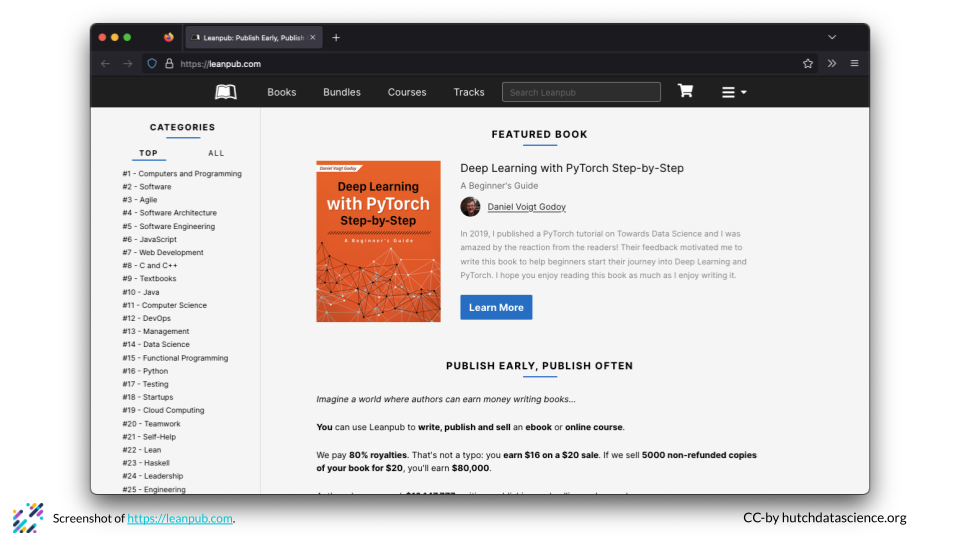 Leanpub: Publish Early, Publish
https://leanpub.com
Books Bundles Courses Tracks Search Leanpub
CATEGORIES
TOP ALL
#1 - Computers and Programming
#2 - Software
#3 - Agile
#4 - Software Architecture
#5 - Software Engineering
#6 - JavaScript
#7 - Web Development
#8 - C and C++
#9 - Textbooks
#10 - Java
#11 - Computer Science
#12 - DevOps
#13 - Management
#14 - Data Science
#15 - Functional Programming
#16 - Python
#17 - Testing
#18 - Startups
#19 - Cloud Computing
#20 - Teamwork
#21 - Self-Help
#22 - Lean
#23 - Haskell
#24 - Leadership
#25 - Engineering
FEATURED BOOK
Daniel Voigt Godoy
Deep Learning
with PyTorch
Step-by-Step
A Beginner's Guide
Deep Learning with PyTorch Step-by-Step
A Beginner's Guide
Daniel Voigt Godoy
In 2019, I published a PyTorch tutorial on Towards Data Science and I was
amazed by the reaction from the readers! Their feedback motivated me to
write this book to help beginners start their journey into Deep Learning and
PyTorch. I hope you enjoy reading this book as much as I enjoy writing it.
Learn More
PUBLISH EARLY, PUBLISH OFTEN
Imagine a world where authors can earn money writing books...
You can use Leanpub to write, publish and sell an ebook or online course.
We pay 80% royalties. That's not a typo: you earn $16 on a $20 sale. If we sell 5000 non-refunded copies
of your book for $20, you'll earn $80,000.
Screenshot of https://leanpub.com.
CC-by hutchdatascience.org